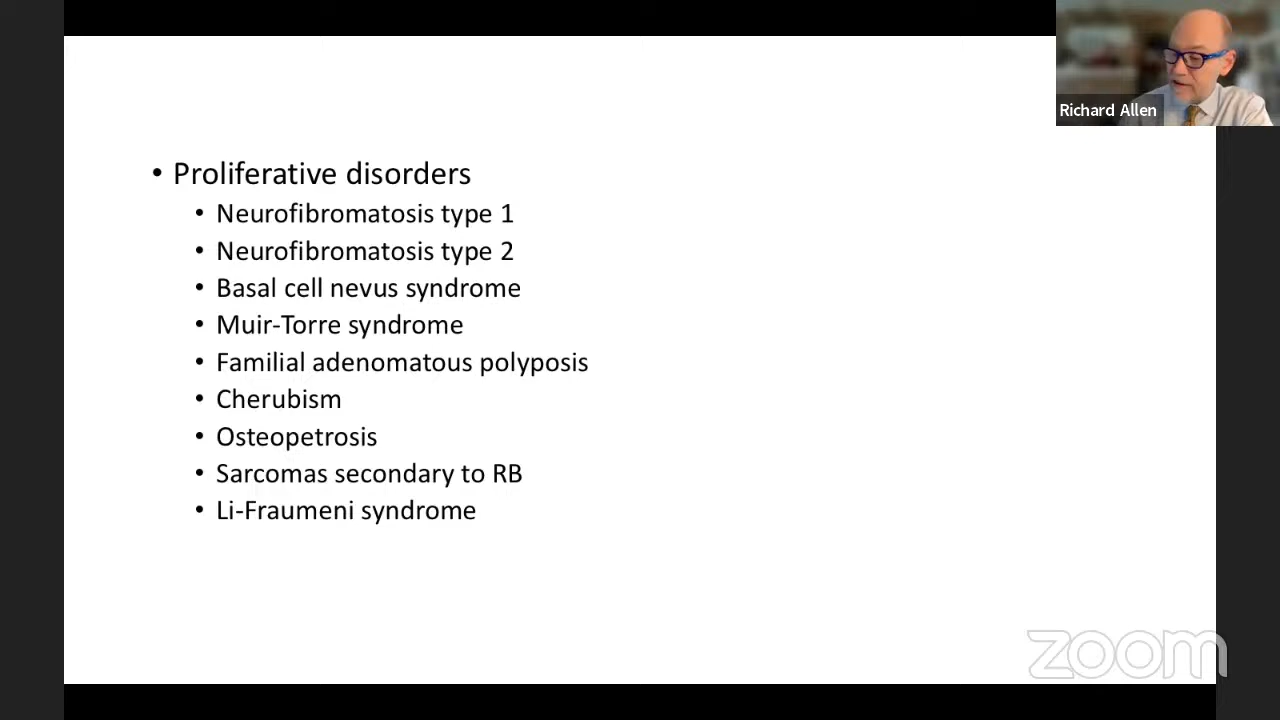 Richard Allen
• Proliferative disorders
• Neurofibromatosis type 1
• Neurofibromatosis type 2
• Basal cell nevus syndrome
• Muir-Torre syndrome
• Familial adenomatous polyposis
• Cherubism
• Osteopetrosis
• Sarcomas secondary to RB
• Li-Fraumeni syndrome
zoom